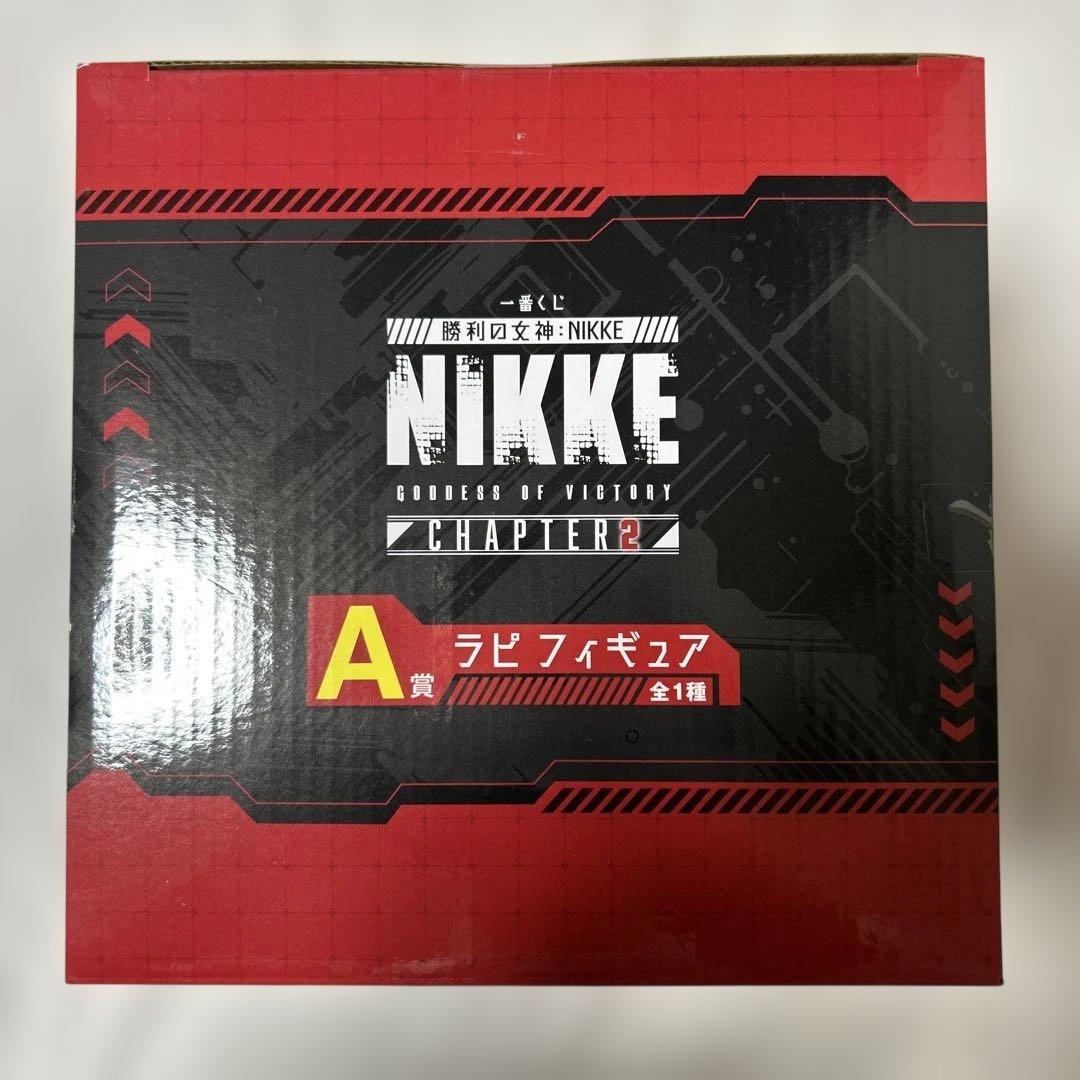 一番くじ
勝利の女神:NIKKE
NIKKE
GODDESS OF VICTORY
CHAPTER2
A賞
ラピ フィギュア
全1種